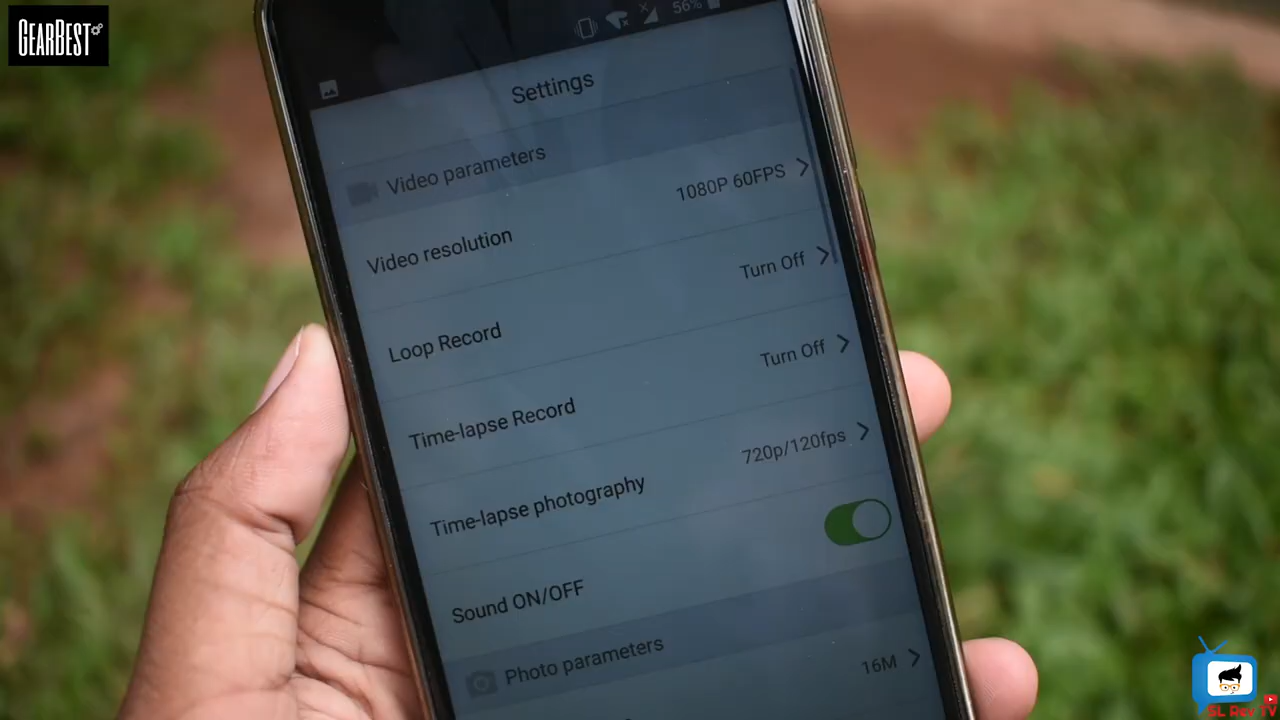 GEARBEST
56%
Settings
Video parameters
Video resolution 1080P 60FPS
Loop Record Turn Off
Time-lapse Record Turn Off
Time-lapse photography 720p/120fps
Sound ON/OFF
Photo parameters
16M
SL Rev TV